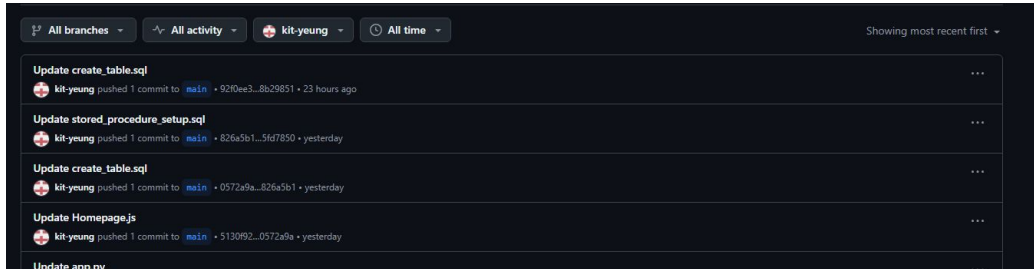 All branches All activity kit-yeung All time Showing most recent first
Update create_table.sql
kit-yeung pushed 1 commit to main • 92f0ee3...8b29851 • 23 hours ago
Update stored_procedure_setup.sql
kit-yeung pushed 1 commit to main • 826a5b1...5fd7850 • yesterday
Update create_table.sql
kit-yeung pushed 1 commit to main • 0572a9a...826a5b1 • yesterday
Update Homepage.js
kit-yeung pushed 1 commit to main • 5130f92...0572a9a • yesterday
Update app.py